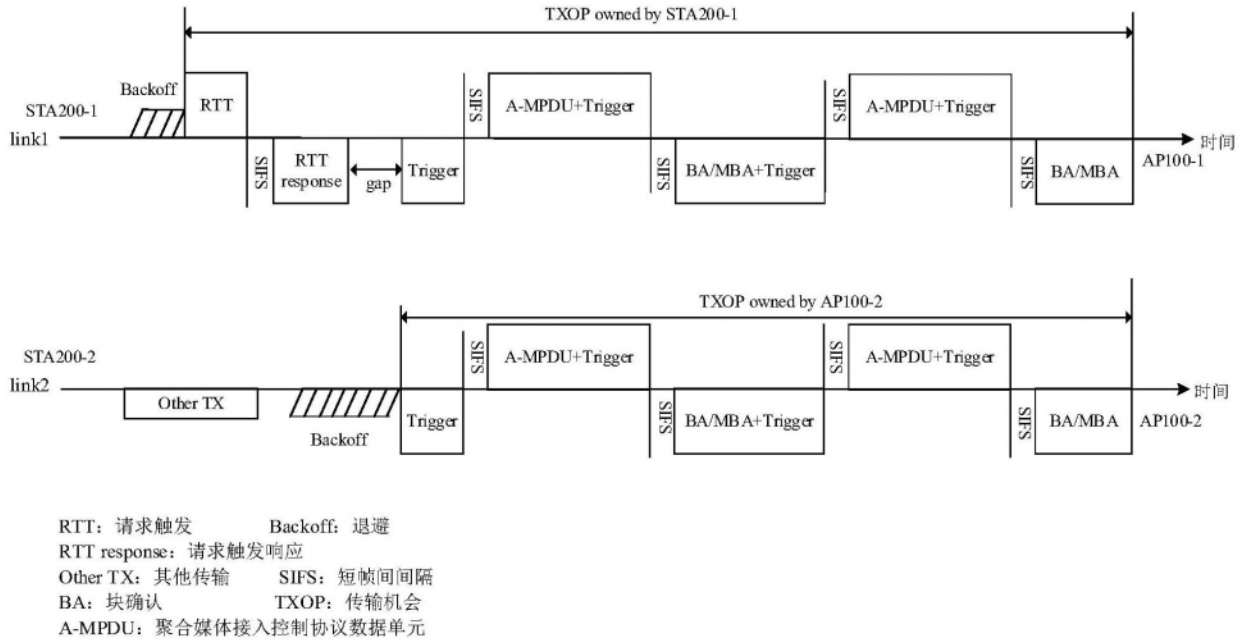 TXOP owned by STA200-1
Backoff
STA200-1
link1
RTT
SIFS
RTT
response
gap
Trigger
SIFS
A-MPDU+Trigger
SIFS
BA/MBA+Trigger
SIFS
A-MPDU+Trigger
SIFS
BA/MBA
时间
AP100-1
TXOP owned by AP100-2
STA200-2
link2
Other TX
Backoff
Trigger
SIFS
A-MPDU+Trigger
SIFS
BA/MBA+Trigger
SIFS
A-MPDU+Trigger
SIFS
BA/MBA
时间
AP100-2
RTT：请求触发 Backoff：退避
RTT response：请求触发响应
Other TX：其他传输 SIFS：短帧间间隔
BA：块确认 TXOP：传输机会
A-MPDU：聚合媒体接入控制协议数据单元